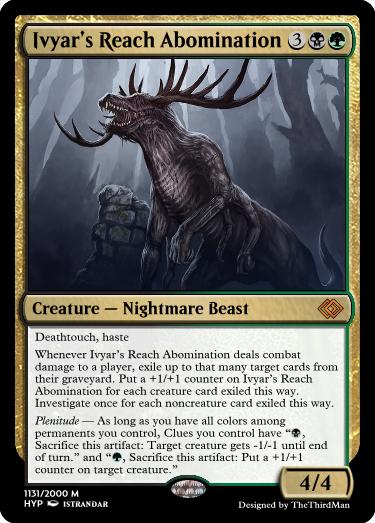 Ivyar's Reach Abomination 3
Creature — Nightmare Beast
Deathtouch, haste
Whenever Ivyar's Reach Abomination deals combat
damage to a player, exile up to that many target cards from
their graveyard. Put a +1/+1 counter on Ivyar's Reach
Abomination for each creature card exiled this way.
Investigate once for each noncreature card exiled this way.
Plenitude — As long as you have all colors among
permanents you control, Clues you control have “,
Sacrifice this artifact: Target creature gets -1/-1 until end
of turn.” and “, Sacrifice this artifact: Put a +1/+1
counter on target creature.”
4/4
1131/2000 M
HYP ISTRANDAR
Designed by TheThirdMan